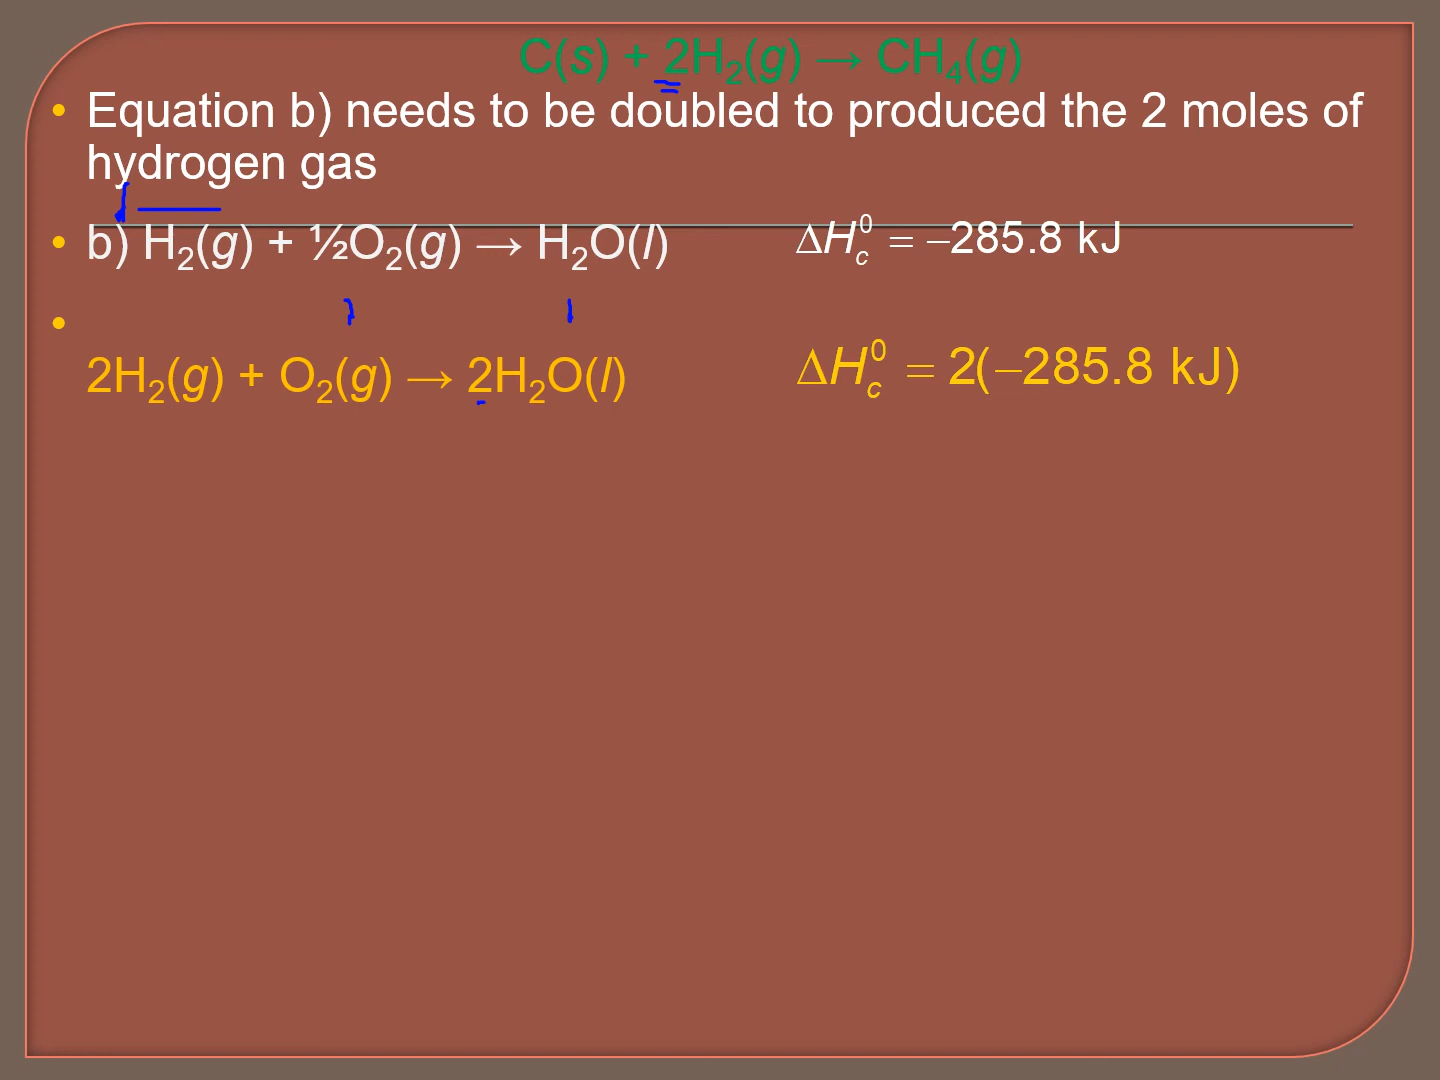 C(s) + 2H₂(g) → CH₄(g)
• Equation b) needs to be doubled to produced the 2 moles of
hydrogen gas
• b) H₂(g) + ½O₂(g) → H₂O(l) ΔH⁰c = –285.8 kJ
•
2H₂(g) + O₂(g) → 2H₂O(l) ΔH⁰c = 2(–285.8 kJ)